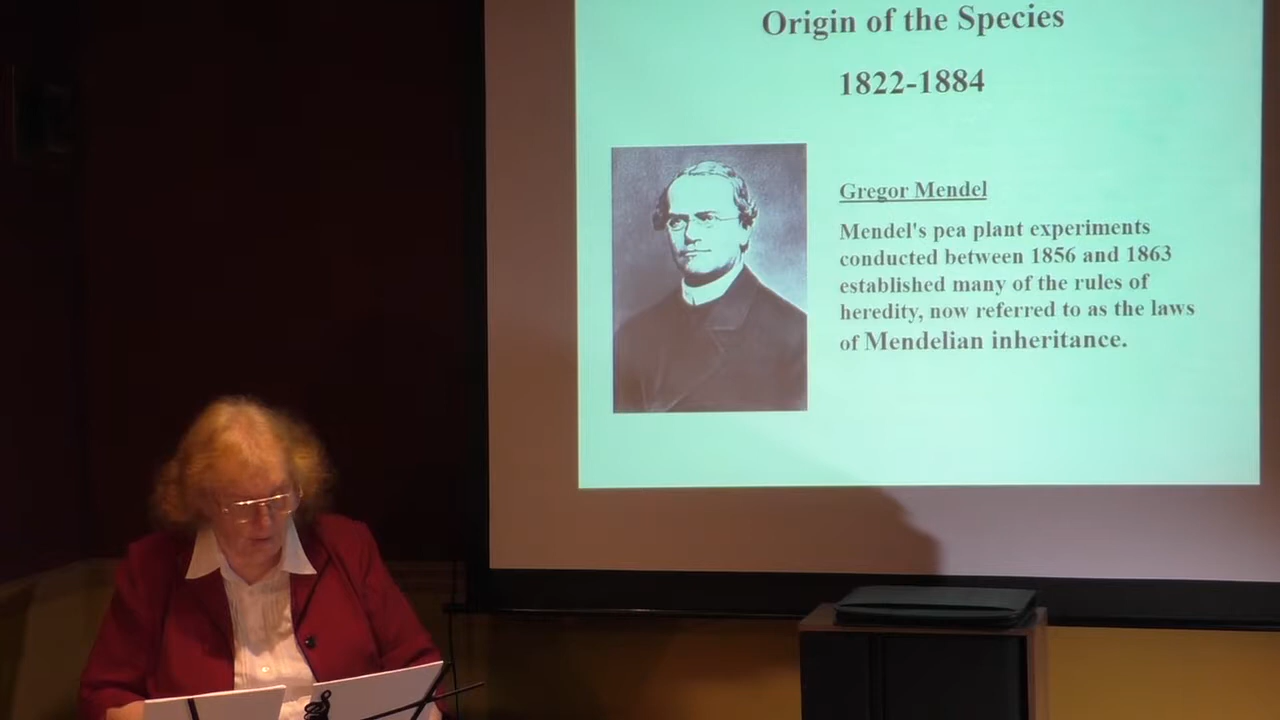 Origin of the Species
1822-1884
Gregor Mendel
Mendel's pea plant experiments
conducted between 1856 and 1863
established many of the rules of
heredity, now referred to as the laws
of Mendelian inheritance.